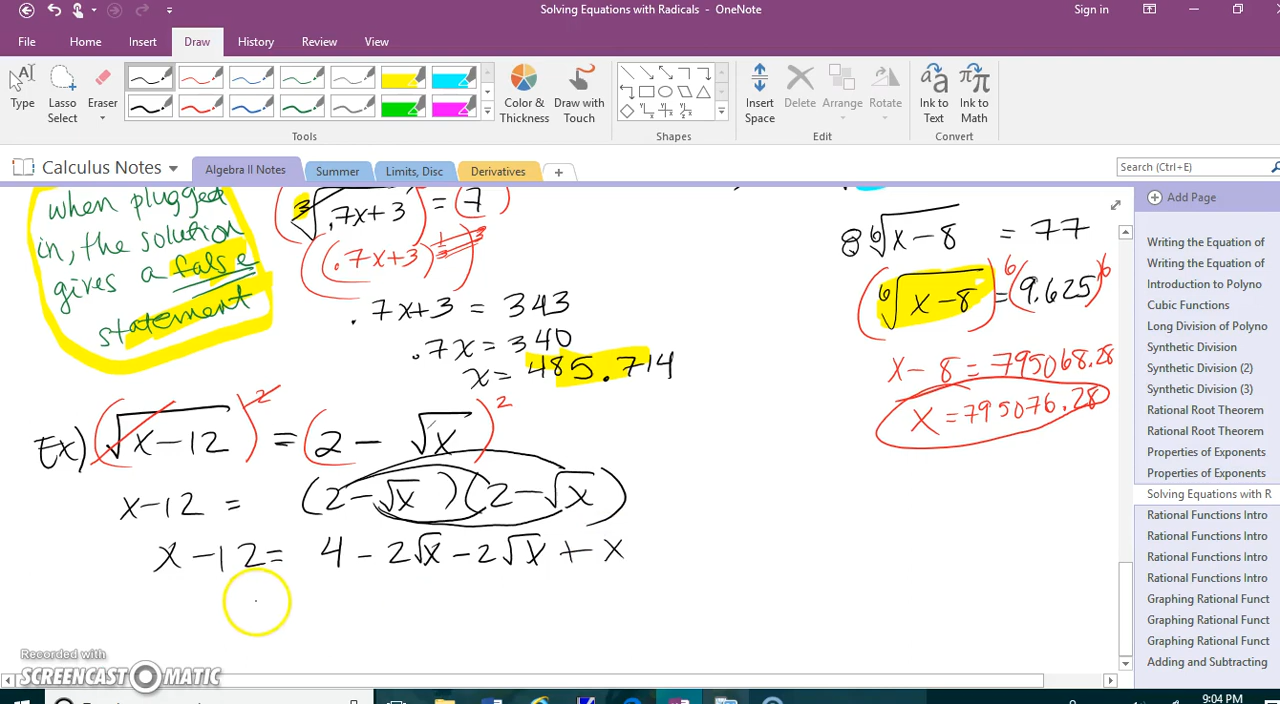 Solving Equations with Radicals - OneNote
Sign in
File Home Insert Draw History Review View
Type
Lasso Select
Eraser
Color & Thickness
Draw with Touch
Insert Space
Delete
Arrange
Rotate
Ink to Text
Ink to Math
Tools Shapes Edit Convert
Calculus Notes
Algebra II Notes Summer Limits, Disc Derivatives
Search (Ctrl+E)
when plugged
in, the solution
gives a false
statement
(∛.7x+3) = (7
((.7x+3)^1/3)^3
.7x+3 = 343
.7x = 340
x = 485.714
8 ⁶√x-8 = 77
(⁶√x-8)^6 = (9.625)^6
x-8 = 795068.28
x = 795076.28
Ex) (√x-12)^2 = (2 - √x)^2
x-12 = (2-√x)(2-√x)
x-12 = 4 - 2√x - 2√x + x
Add Page
Writing the Equation of
Writing the Equation of
Introduction to Polyno
Cubic Functions
Long Division of Polyno
Synthetic Division
Synthetic Division (2)
Synthetic Division (3)
Rational Root Theorem
Rational Root Theorem
Properties of Exponents
Properties of Exponents
Solving Equations with R
Rational Functions Intro
Rational Functions Intro
Rational Functions Intro
Rational Functions Intro
Graphing Rational Funct
Graphing Rational Funct
Graphing Rational Funct
Adding and Subtracting
Recorded with
SCREENCAST MATIC
9:04 PM